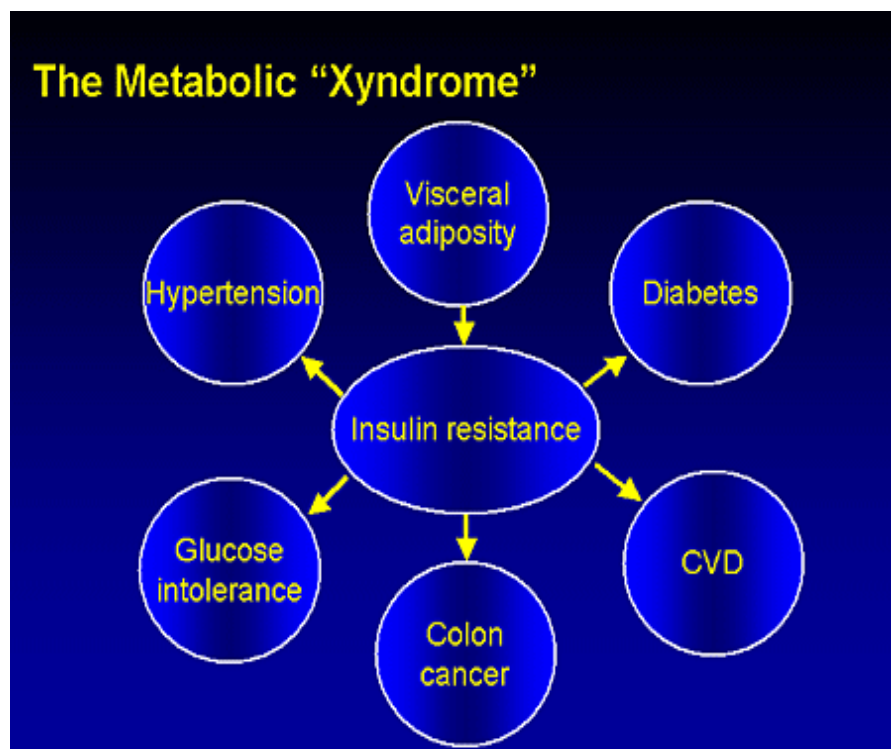 The Metabolic “Xyndrome”
Visceral
adiposity
Hypertension
Diabetes
Insulin resistance
Glucose
intolerance
CVD
Colon
cancer